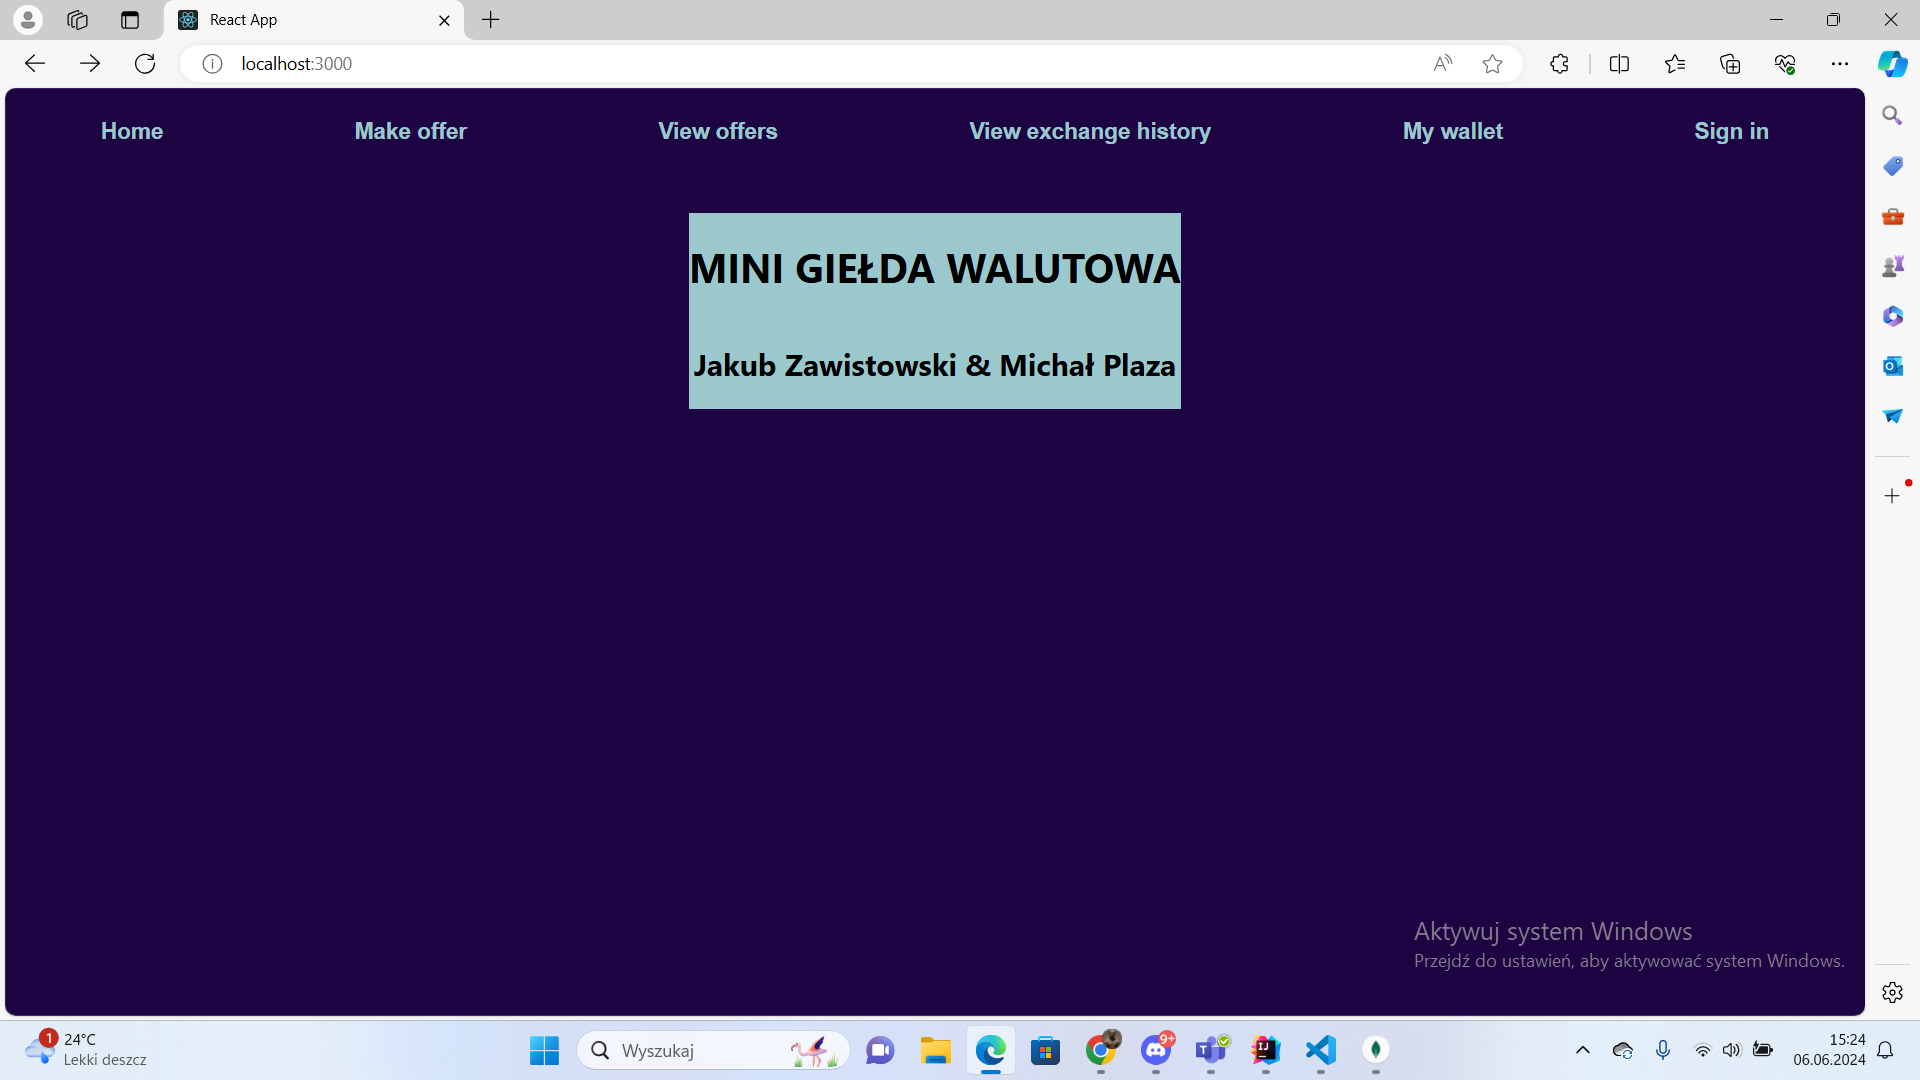 React App
localhost:3000
Home Make offer View offers View exchange history My wallet Sign in
MINI GIEŁDA WALUTOWA
Jakub Zawistowski & Michał Plaza
Aktywuj system Windows
Przejdź do ustawień, aby aktywować system Windows.
1
24°C
Lekki deszcz
Wyszukaj
9+
15:24
06.06.2024